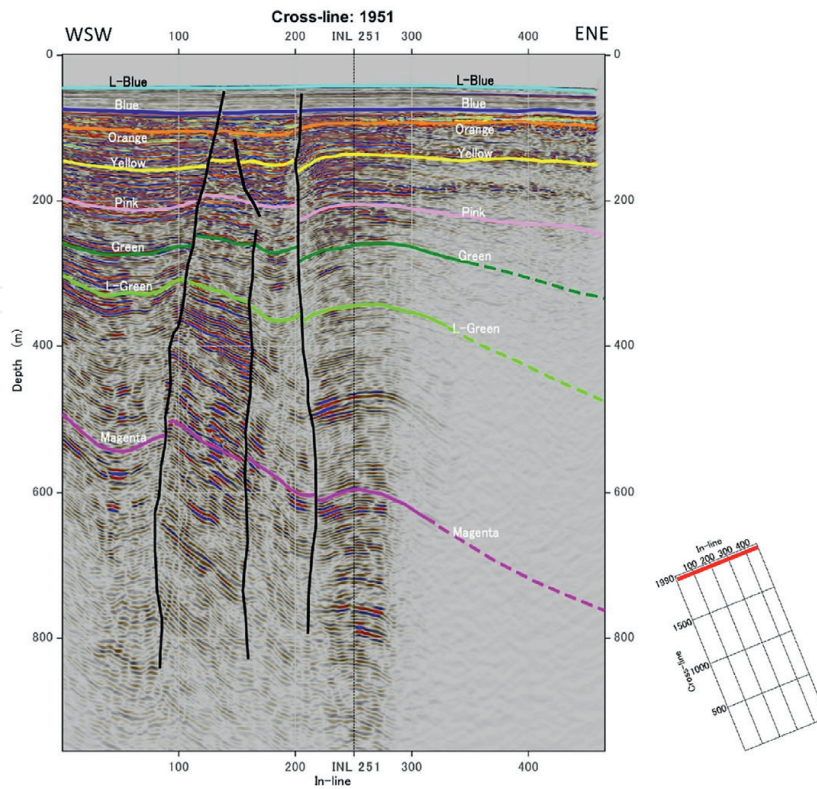 Cross-line: 1951
WSW 100 200 INL 251 300 400 ENE
0 0
L-Blue L-Blue
Blue Blue
Orange Orange
Yellow Yellow
200 200
Pink Pink
Green Green
L-Green L-Green
400 400
Depth (m)
Magenta
600 600
Magenta
800 800
100 200 INL 251 300 400
In-line
In-line
100 200 300 400
1980
1500
1000
500
Cross-line